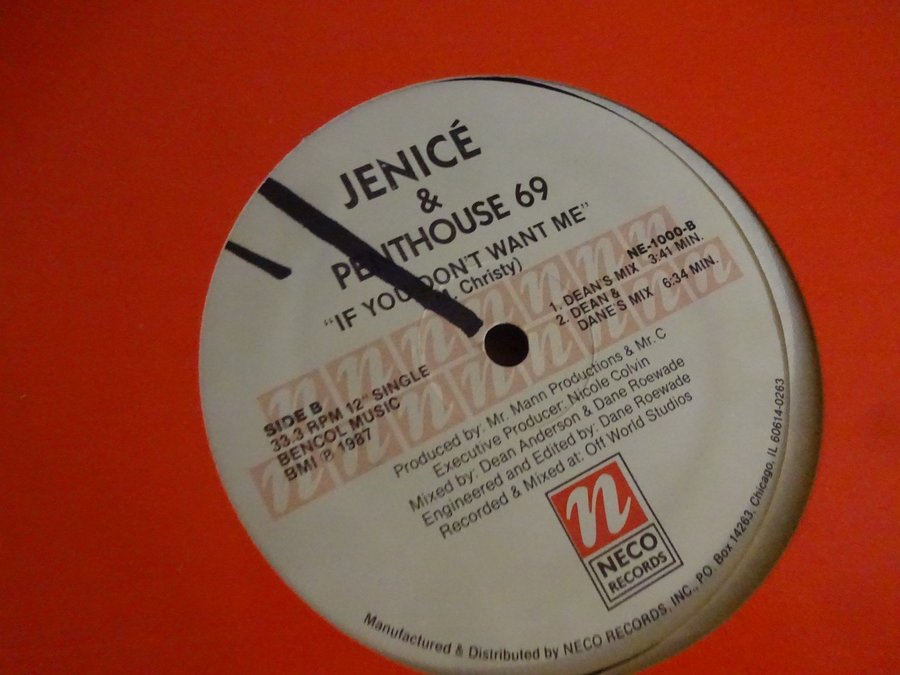 JENICÉ
&
PENTHOUSE 69
"IF YOU DON'T WANT ME"
Christy)
NE-1000-B
1. DEAN'S MIX 3:41 MIN.
2. DEAN &
DANE'S MIX 6:34 MIN.
SIDE B
33.3 RPM 12" SINGLE
BENCOL MUSIC
BMI ℗ 1987
Produced by: Mr. Mann Productions & Mr. C
Executive Producer: Nicole Colvin
Mixed by: Dean Anderson & Dane Roewade
Engineered and Edited by: Dane Roewade
Recorded & Mixed at: Off World Studios
n
NECO
RECORDS
Manufactured & Distributed by NECO RECORDS, INC., P.O. Box 14263, Chicago, IL 60614-0263